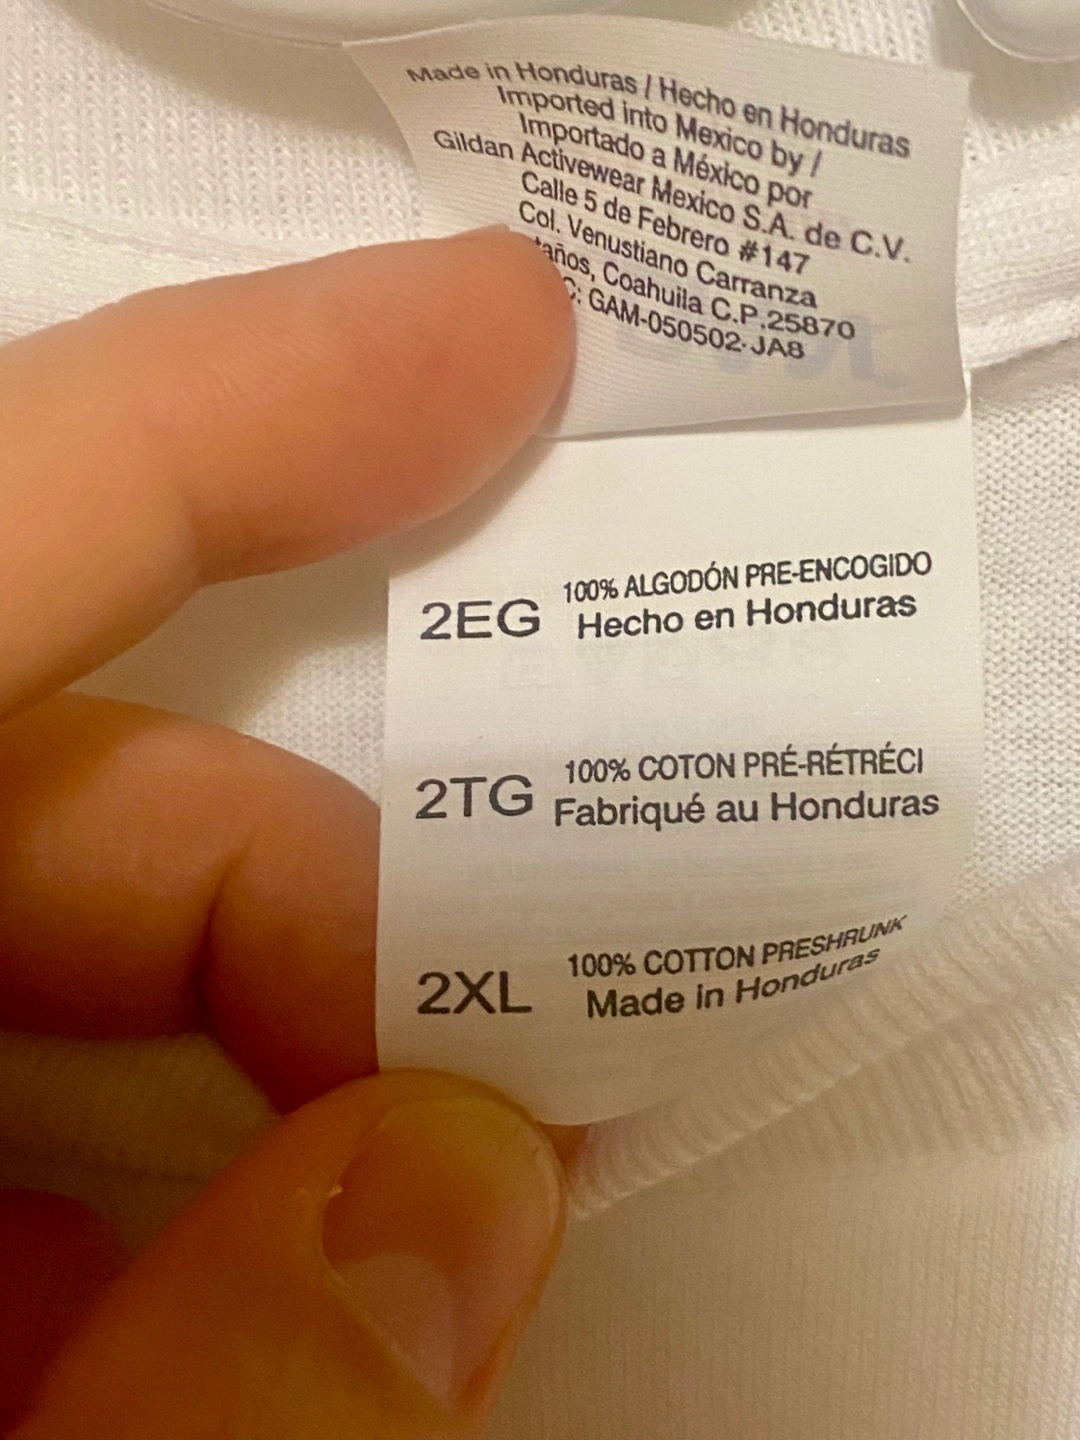 Made in Honduras / Hecho en Honduras
Imported into Mexico by /
Importado a México por
Gildan Activewear Mexico S.A. de C.V.
Calle 5 de Febrero #147
Col. Venustiano Carranza
Coahuila C.P.25870
GAM-050502-JA8
2EG
100% ALGODÓN PRE-ENCOGIDO
Hecho en Honduras
2TG
100% COTON PRÉ-RÉTRÉCI
Fabriqué au Honduras
2XL
100% COTTON PRESHRUNK
Made in Honduras